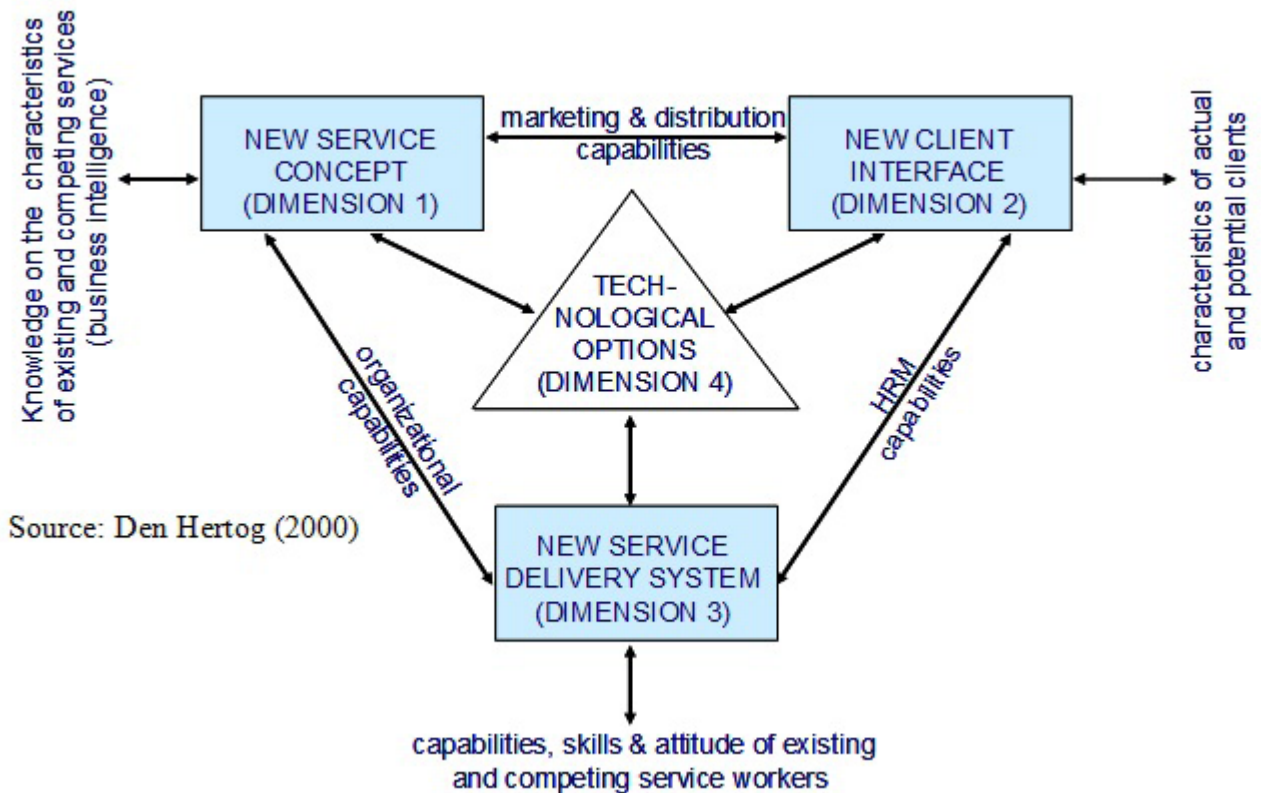 Knowledge on the characteristics
of existing and competing services
(business intelligence)
NEW SERVICE
CONCEPT
(DIMENSION 1)
marketing & distribution
capabilities
NEW CLIENT
INTERFACE
(DIMENSION 2)
characteristics of actual
and potential clients
TECH-
NOLOGICAL
OPTIONS
(DIMENSION 4)
organizational
capabilities
HRM
capabilities
Source: Den Hertog (2000)
NEW SERVICE
DELIVERY SYSTEM
(DIMENSION 3)
capabilities, skills & attitude of existing
and competing service workers